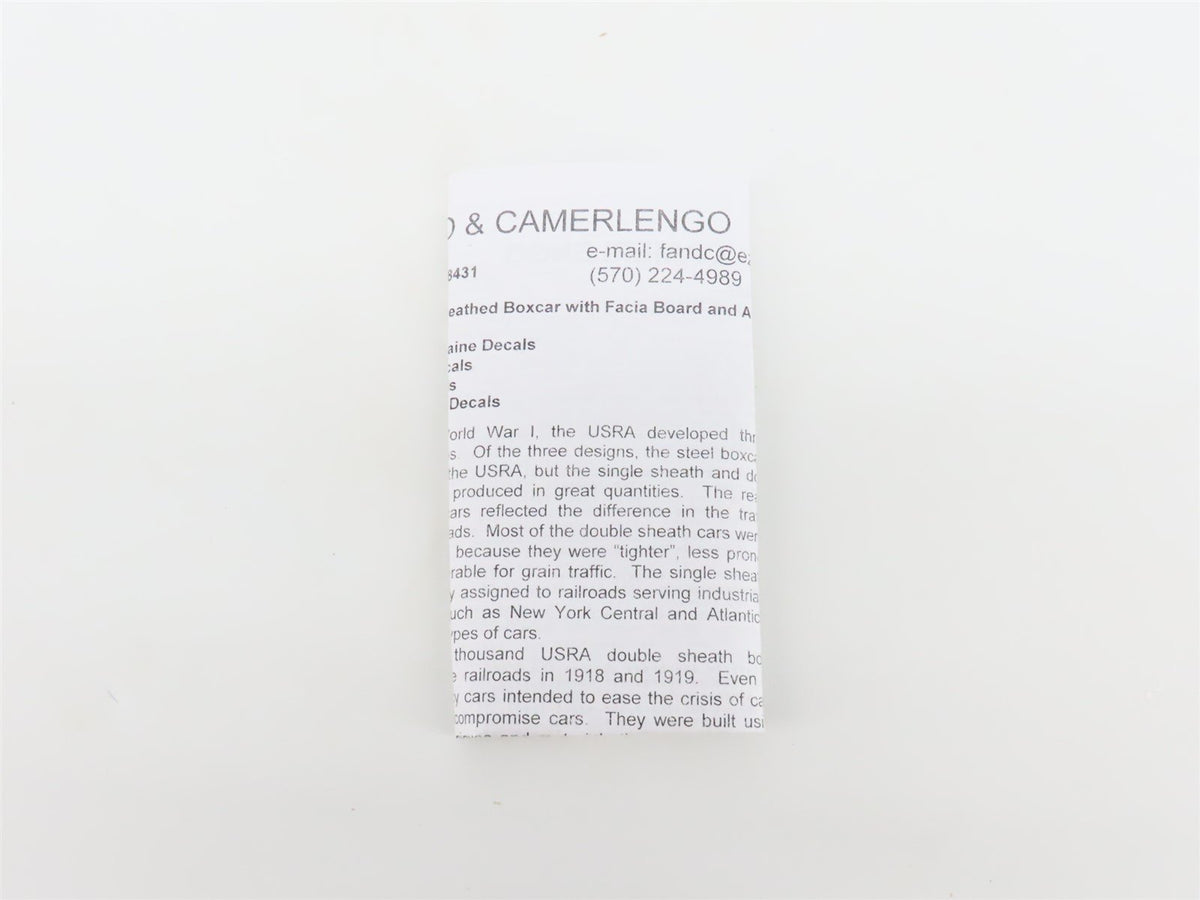 ) & CAMERLENGO
e-mail: fandc@e
8431
(570) 224-4989
eathed Boxcar with Facia Board and A
aine Decals
cals
s
Decals
orld War I, the USRA developed thr
s. Of the three designs, the steel boxc
the USRA, but the single sheath and d
produced in great quantities. The re
ars reflected the difference in the tra
ads. Most of the double sheath cars wer
because they were "tighter", less pron
rable for grain traffic. The single shea
y assigned to railroads serving industria
uch as New York Central and Atlantic
ypes of cars.
thousand USRA double sheath bo
e railroads in 1918 and 1919. Even
y cars intended to ease the crisis of ca
compromise cars. They were built usi